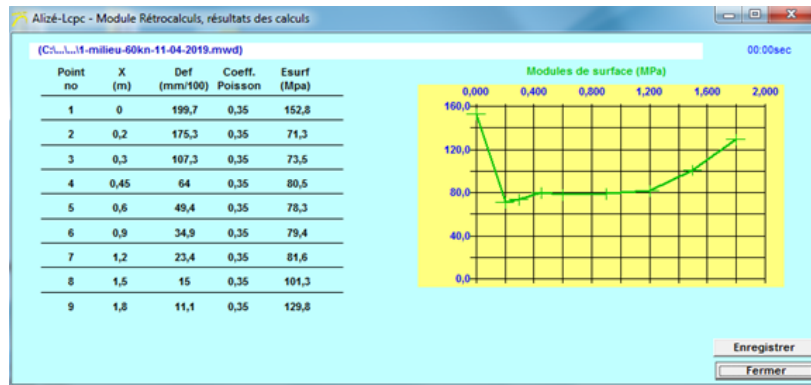 Alizé-Lcpc - Module Rétrocalculs, résultats des calculs
(C:\...\...\1-milieu-60kn-11-04-2019.mwd) 00:00sec
Point no X (m) Def (mm/100) Coeff. Poisson Esurf (Mpa)
1 0 199,7 0,35 152,8
2 0,2 175,3 0,35 71,3
3 0,3 107,3 0,35 73,5
4 0,45 64 0,35 80,5
5 0,6 49,4 0,35 78,3
6 0,9 34,9 0,35 79,4
7 1,2 23,4 0,35 81,6
8 1,5 15 0,35 101,3
9 1,8 11,1 0,35 129,8
Modules de surface (MPa)
0,000 0,400 0,800 1,200 1,600 2,000
160,0
120,0
80,0
40,0
0,0
Enregistrer
Fermer